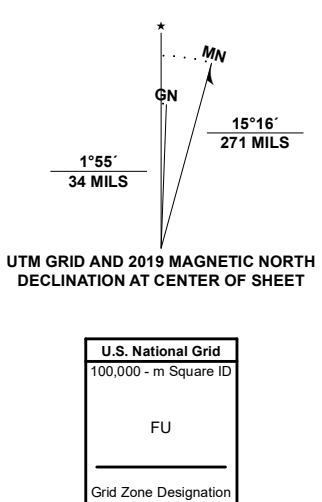 ★
MN
GN
15°16´
271 MILS
1°55´
34 MILS
UTM GRID AND 2019 MAGNETIC NORTH
DECLINATION AT CENTER OF SHEET
U.S. National Grid
100,000 - m Square ID
FU
Grid Zone Designation